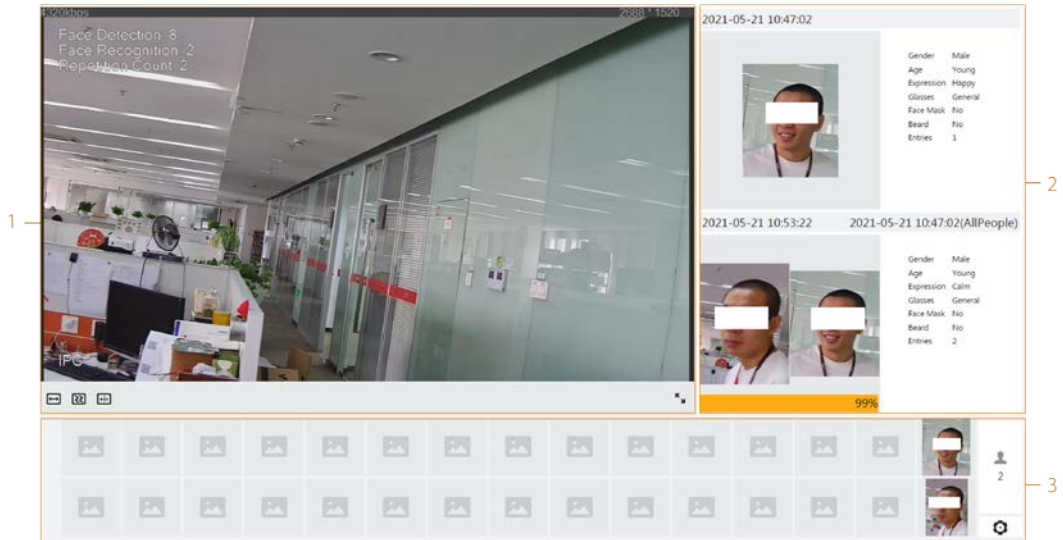 4320kbps
2688 * 1520
Face Detection 8
Face Recognition 2
Repetition Count 2
IPC
1
2021-05-21 10:47:02
Gender Male
Age Young
Expression Happy
Glasses General
Face Mask No
Beard No
Entries 1
2
2021-05-21 10:53:22 2021-05-21 10:47:02(AllPeople)
Gender Male
Age Young
Expression Calm
Glasses General
Face Mask No
Beard No
Entries 2
99%
2
3